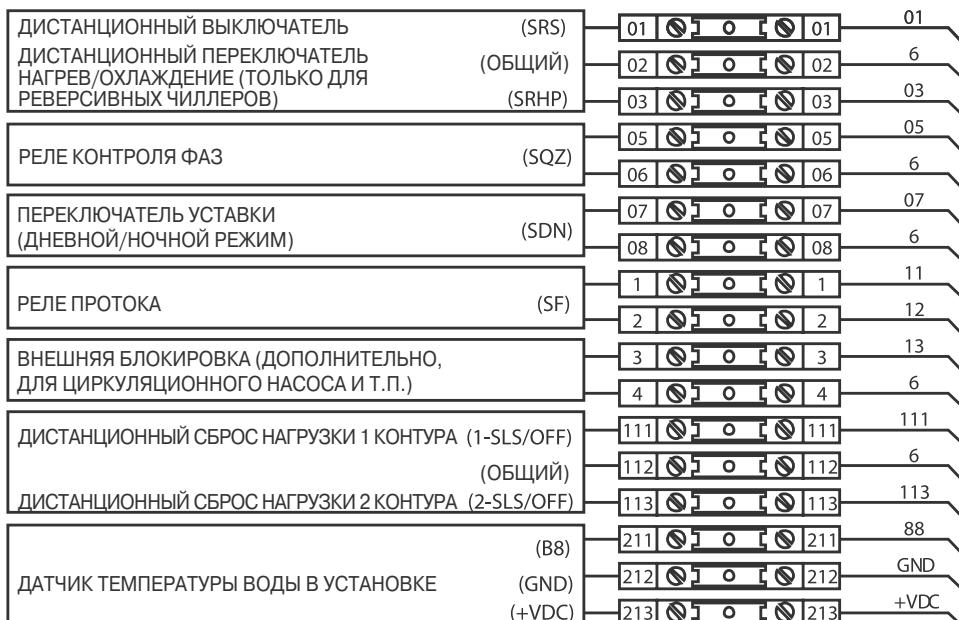 ДИСТАНЦИОННЫЙ ВЫКЛЮЧАТЕЛЬ (SRS) 01 01 01
ДИСТАНЦИОННЫЙ ПЕРЕКЛЮЧАТЕЛЬ
НАГРЕВ/ОХЛАЖДЕНИЕ (ТОЛЬКО ДЛЯ (ОБЩИЙ) 02 02 6
РЕВЕРСИВНЫХ ЧИЛЛЕРОВ) (SRHP) 03 03 03
05 05 05
РЕЛЕ КОНТРОЛЯ ФАЗ (SQZ)
06 06 6
ПЕРЕКЛЮЧАТЕЛЬ УСТАВКИ 07 07 07
(ДНЕВНОЙ/НОЧНОЙ РЕЖИМ) (SDN)
08 08 6
1 1 11
РЕЛЕ ПРОТОКА (SF)
2 2 12
ВНЕШНЯЯ БЛОКИРОВКА (ДОПОЛНИТЕЛЬНО, 3 3 13
ДЛЯ ЦИРКУЛЯЦИОННОГО НАСОСА И Т.П.) 4 4 6
ДИСТАНЦИОННЫЙ СБРОС НАГРУЗКИ 1 КОНТУРА (1-SLS/OFF) 111 111 111
(ОБЩИЙ) 112 112 6
ДИСТАНЦИОННЫЙ СБРОС НАГРУЗКИ 2 КОНТУРА (2-SLS/OFF) 113 113 113
(B8) 211 211 88
ДАТЧИК ТЕМПЕРАТУРЫ ВОДЫ В УСТАНОВКЕ (GND) 212 212 GND
(+VDC) 213 213 +VDC